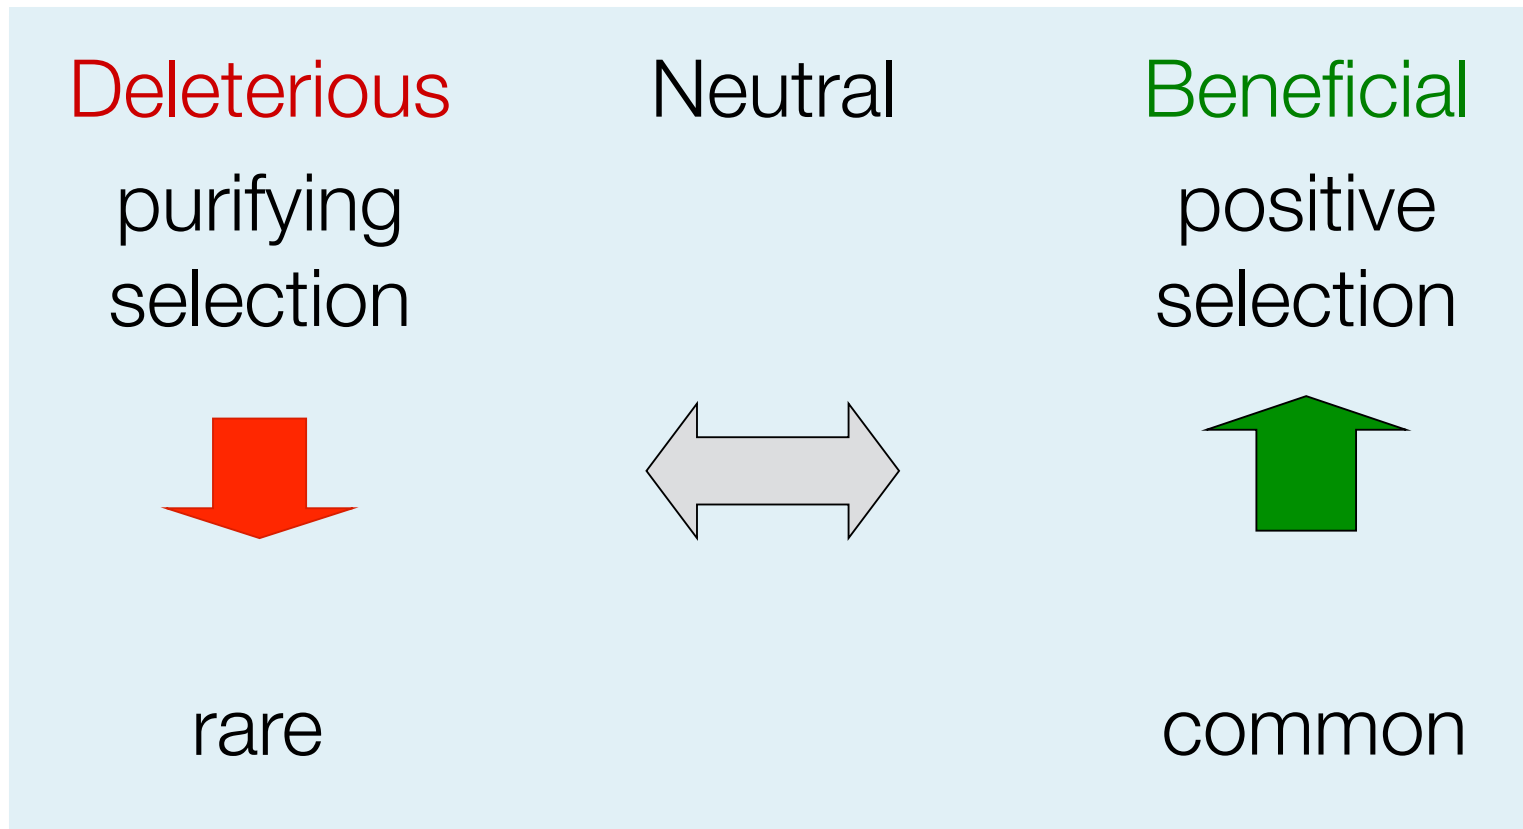 Deleterious
purifying
selection
rare
Neutral
Beneficial
positive
selection
common